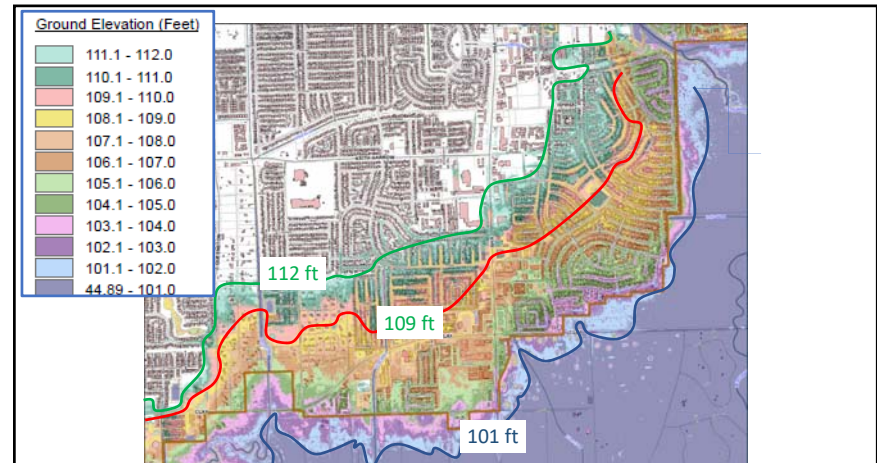 Ground Elevation (Feet)
111.1 - 112.0
110.1 - 111.0
109.1 - 110.0
108.1 - 109.0
107.1 - 108.0
106.1 - 107.0
105.1 - 106.0
104.1 - 105.0
103.1 - 104.0
102.1 - 103.0
101.1 - 102.0
44.89 - 101.0
112 ft
109 ft
101 ft